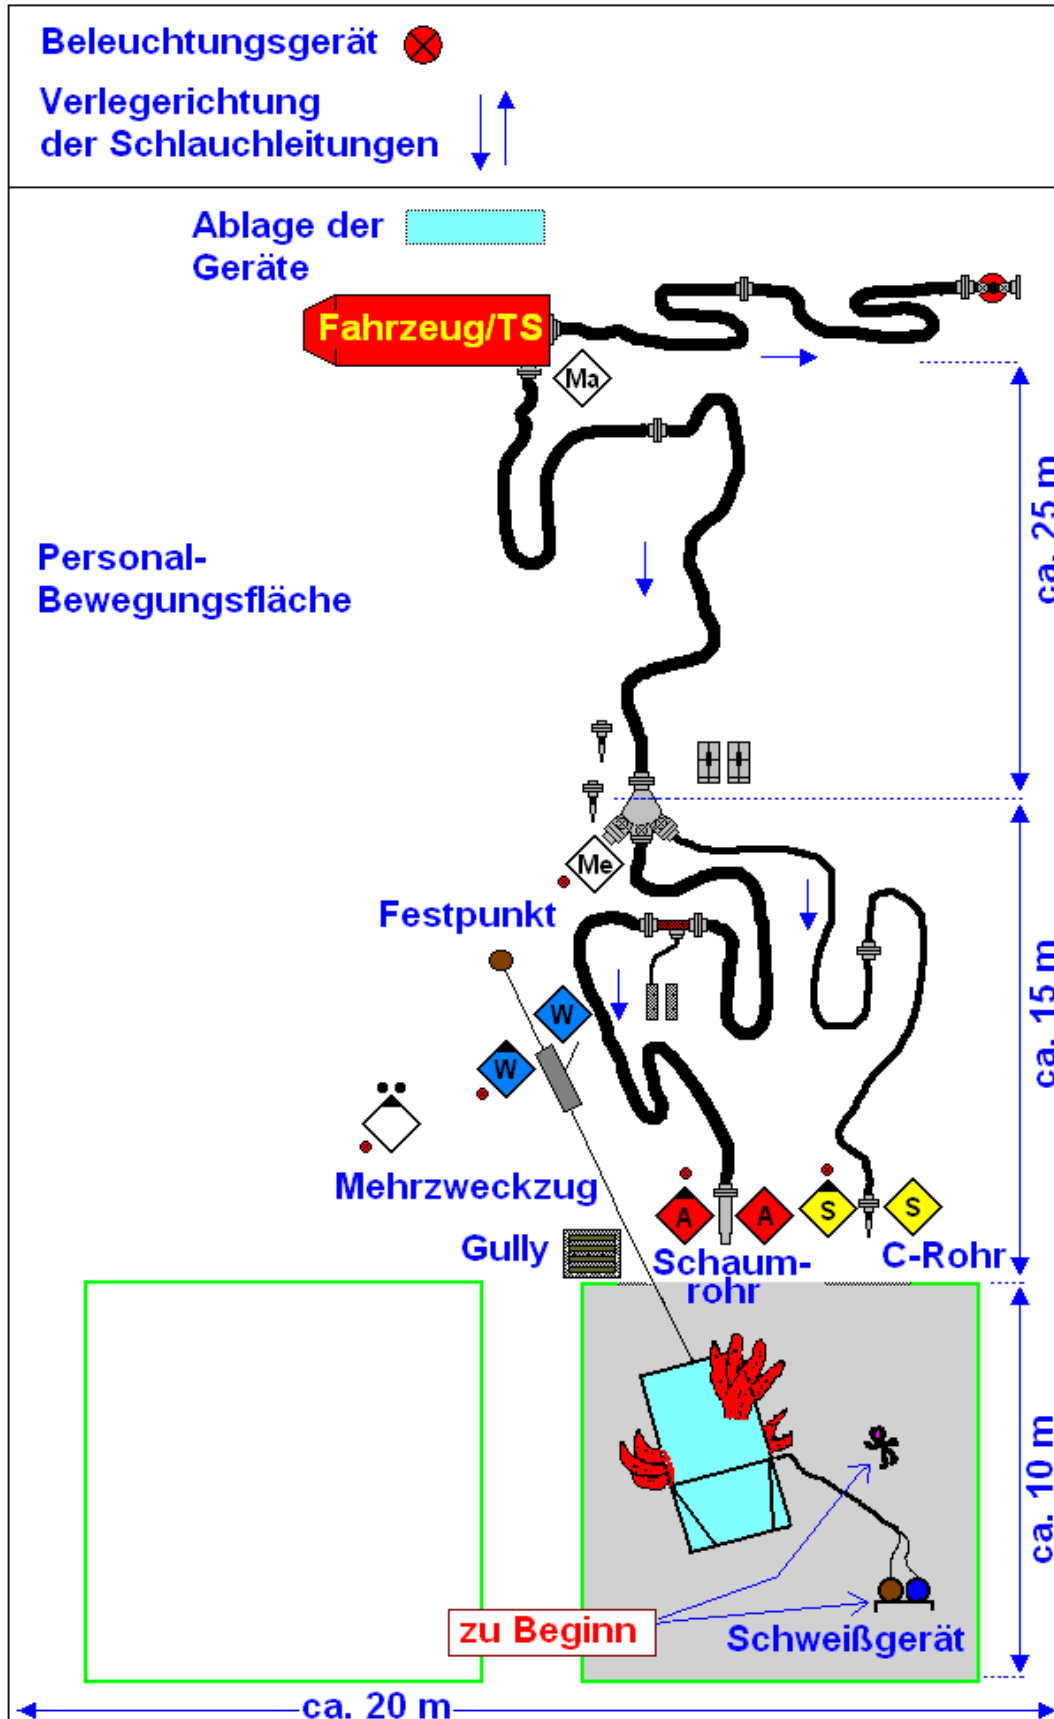 Beleuchtungsgerät
Verlegerichtung
der Schlauchleitungen
Ablage der
Geräte
Fahrzeug/TS
Ma
ca. 25 m
Personal-
Bewegungsfläche
Me
Festpunkt
W
W
ca. 15 m
Mehrzweckzug
A
A
S
S
Gully
Schaum-
rohr
C-Rohr
ca. 10 m
zu Beginn
Schweißgerät
ca. 20 m